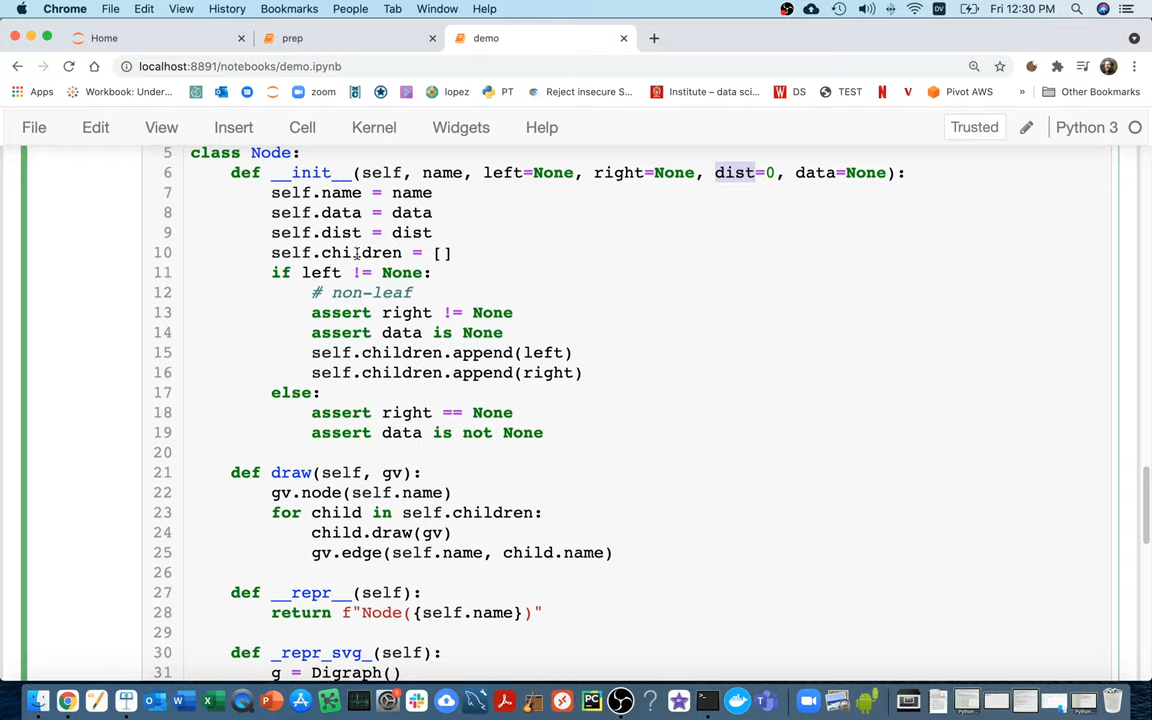 Chrome File Edit View History Bookmarks People Tab Window Help Fri 12:30 PM
Home prep demo
localhost:8891/notebooks/demo.ipynb
Apps Workbook: Under... zoom lopez PT Reject insecure S... Institute – data sci... DS TEST Pivot AWS » Other Bookmarks
File Edit View Insert Cell Kernel Widgets Help Trusted Python 3
5 class Node:
6 def __init__(self, name, left=None, right=None, dist=0, data=None):
7 self.name = name
8 self.data = data
9 self.dist = dist
10 self.children = []
11 if left != None:
12 # non-leaf
13 assert right != None
14 assert data is None
15 self.children.append(left)
16 self.children.append(right)
17 else:
18 assert right == None
19 assert data is not None
20
21 def draw(self, gv):
22 gv.node(self.name)
23 for child in self.children:
24 child.draw(gv)
25 gv.edge(self.name, child.name)
26
27 def __repr__(self):
28 return f"Node({self.name})"
29
30 def _repr_svg_(self):
31 g = Digraph()